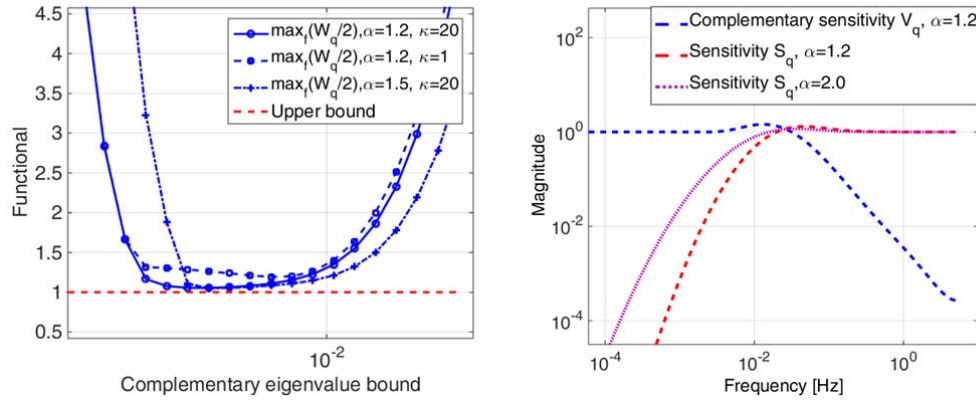 4.5
4
3.5
3
2.5
2
1.5
1
0.5
Functional
max_f(W_q/2),α=1.2, κ=20
max_f(W_q/2),α=1.2, κ=1
max_f(W_q/2),α=1.5, κ=20
Upper bound
10^-2
Complementary eigenvalue bound
10^2
10^0
10^-2
10^-4
Magnitude
Complementary sensitivity V_q, α=1.2
Sensitivity S_q, α=1.2
Sensitivity S_q,α=2.0
10^-4 10^-2 10^0
Frequency [Hz]